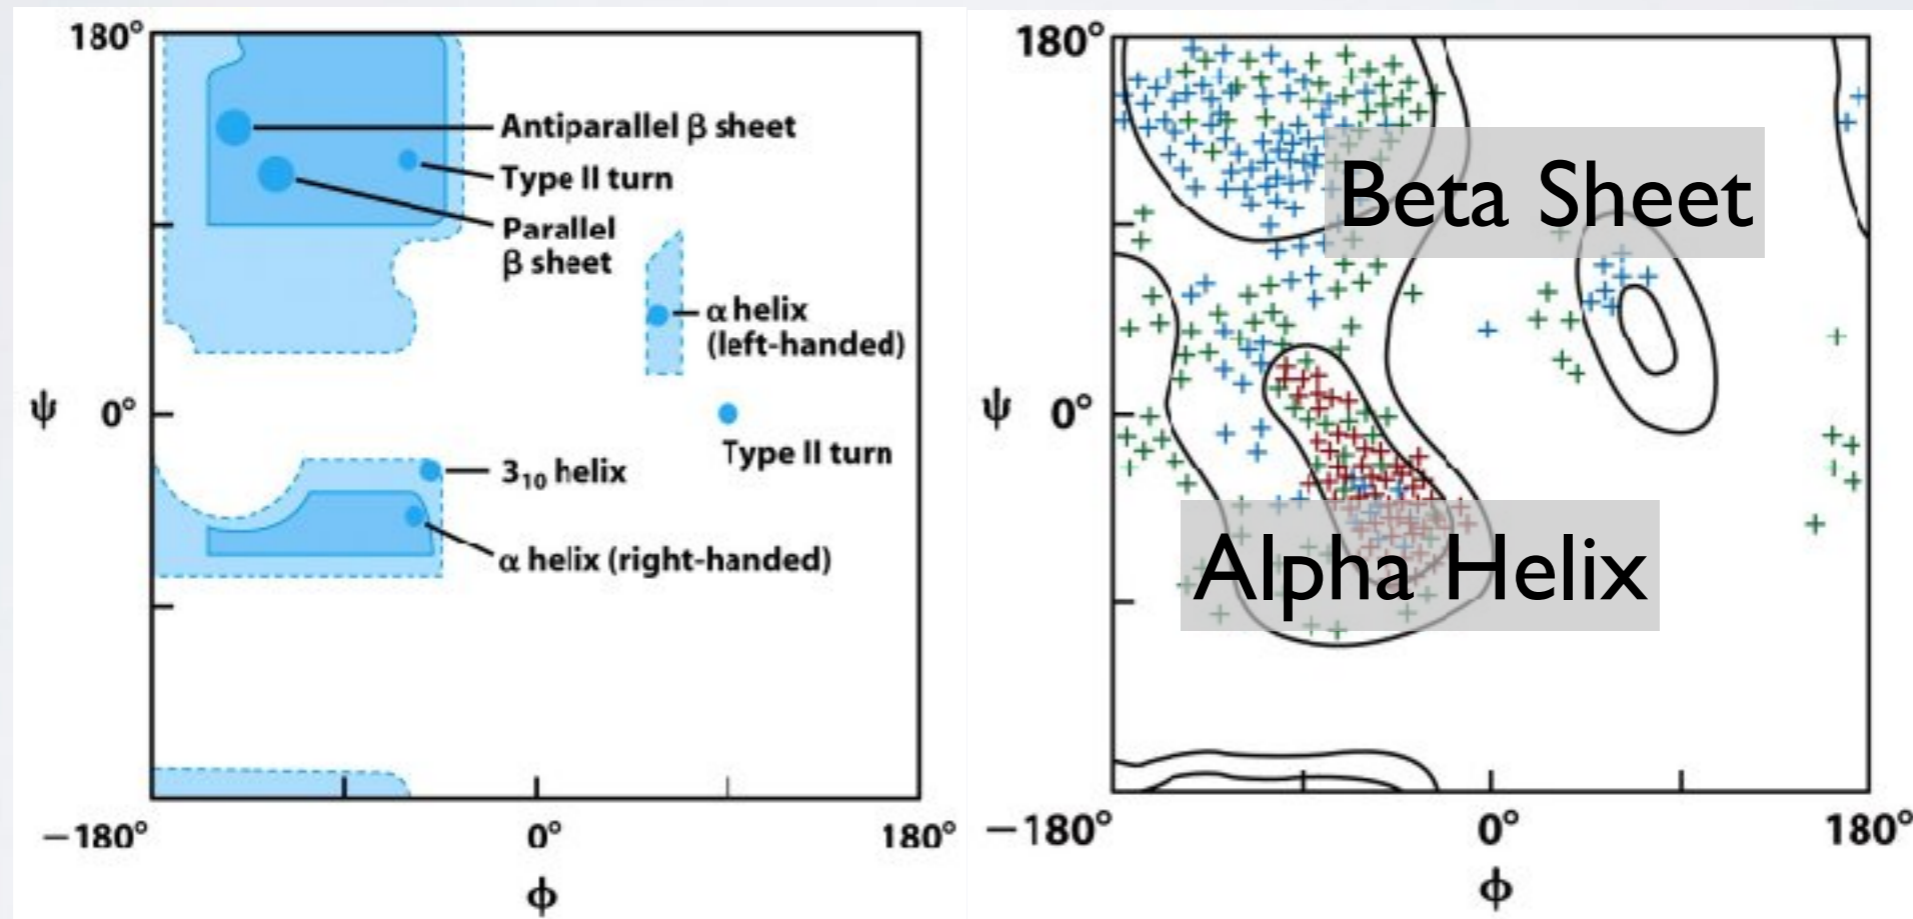 180°
Antiparallel β sheet
Type II turn
Parallel
β sheet
α helix
(left-handed)
ψ
0°
Type II turn
3₁₀ helix
α helix (right-handed)
−180°
0°
180°
ϕ
180°
Beta Sheet
ψ
0°
Alpha Helix
−180°
0°
180°
ϕ